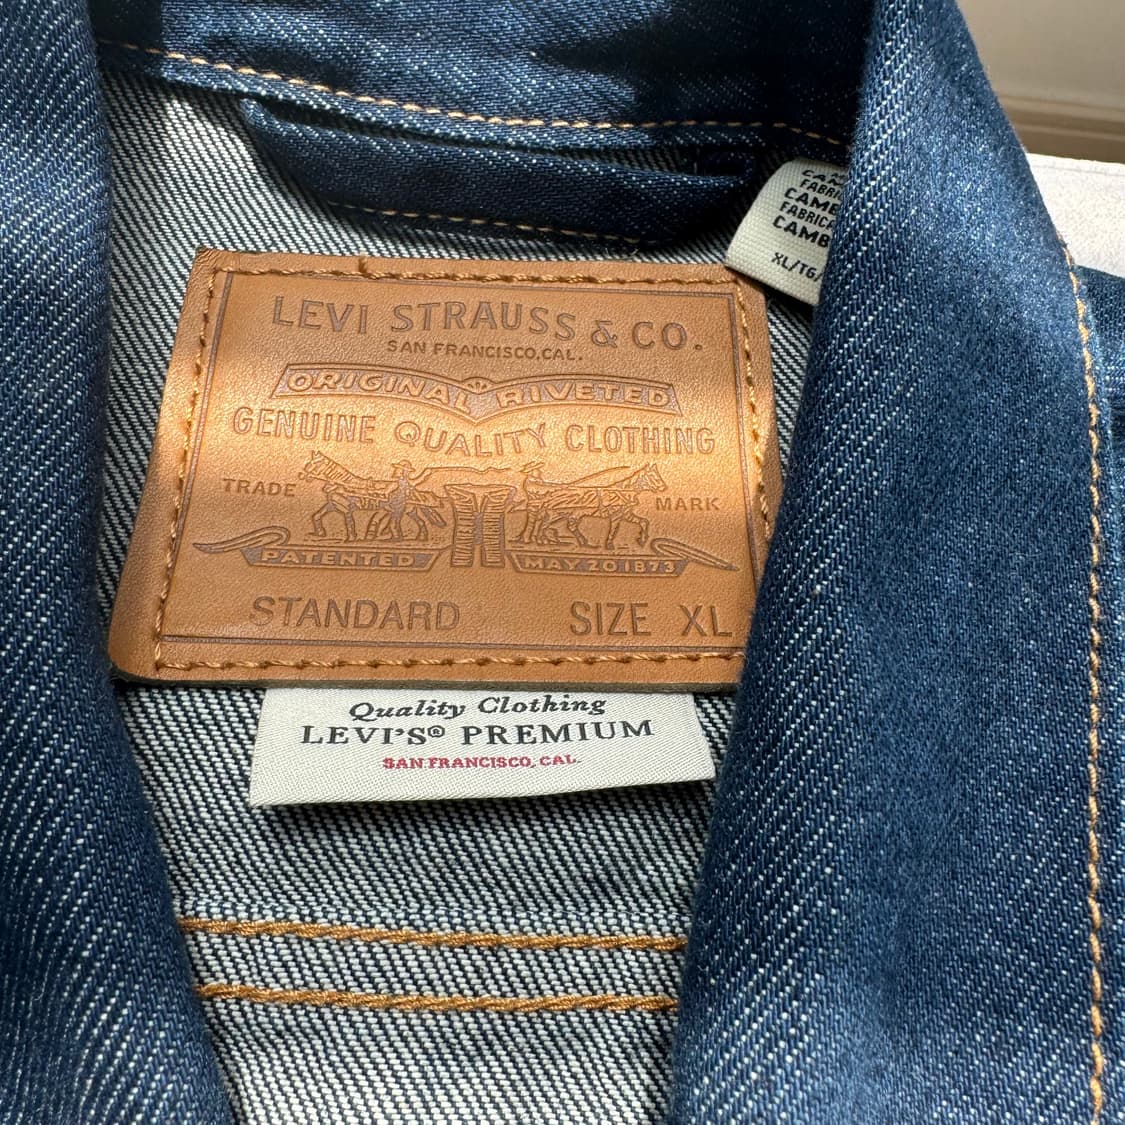 LEVI STRAUSS & CO.
SAN FRANCISCO, CAL.
ORIGINAL RIVETED
GENUINE QUALITY CLOTHING
TRADE MARK
PATENTED MAY 20 1873
STANDARD SIZE XL
Quality Clothing
LEVI'S® PREMIUM
SAN FRANCISCO, CAL.
XL/TG/